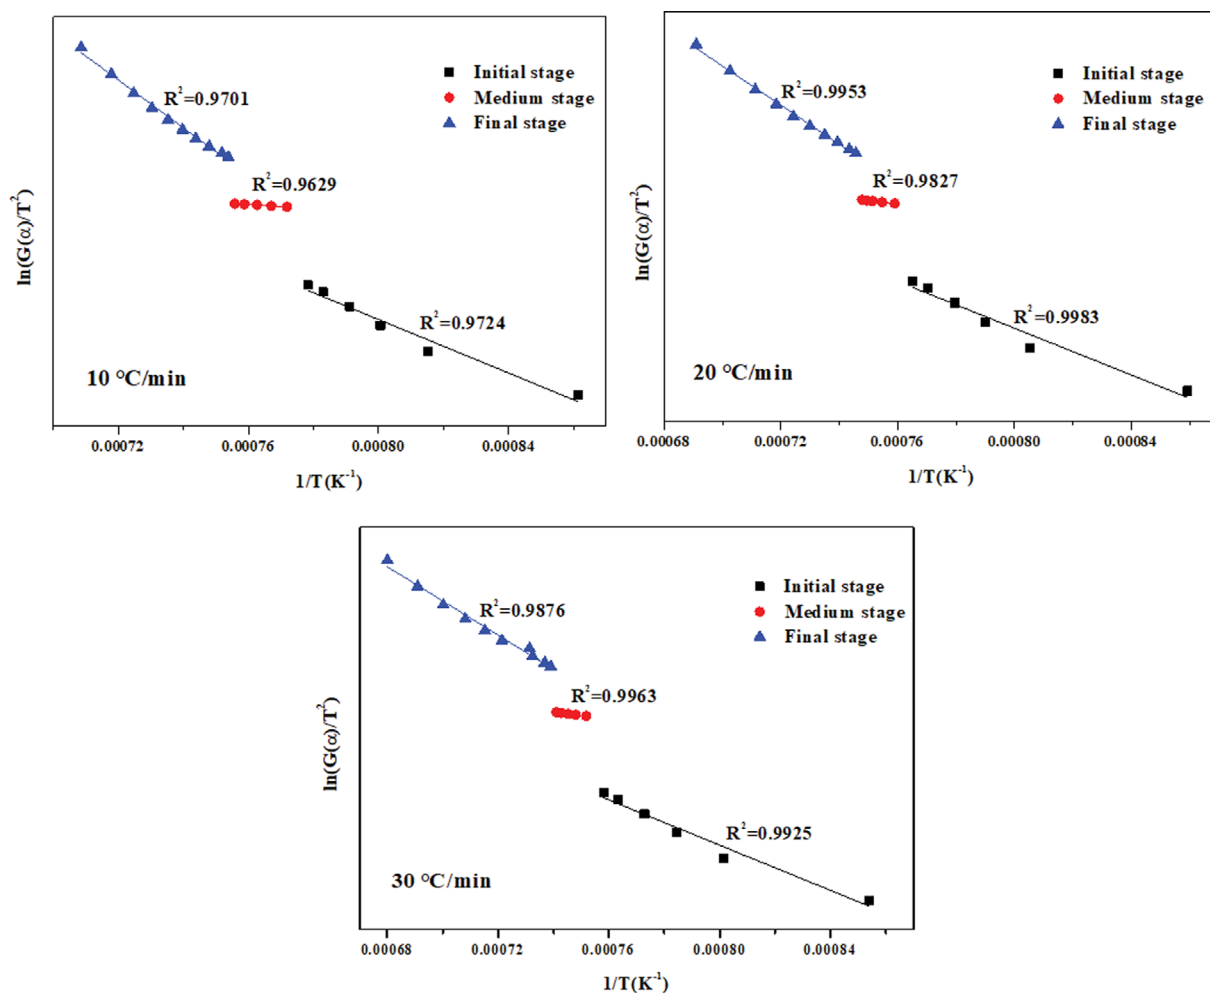 Initial stage
Medium stage
Final stage
R²=0.9701
R²=0.9629
R²=0.9724
10 °C/min
ln(G(α)/T²)
0.00072 0.00076 0.00080 0.00084
1/T(K⁻¹)
Initial stage
Medium stage
Final stage
R²=0.9953
R²=0.9827
R²=0.9983
20 °C/min
ln(G(α)/T²)
0.00068 0.00072 0.00076 0.00080 0.00084
1/T(K⁻¹)
Initial stage
Medium stage
Final stage
R²=0.9876
R²=0.9963
R²=0.9925
30 °C/min
ln(G(α)/T²)
0.00068 0.00072 0.00076 0.00080 0.00084
1/T(K⁻¹)